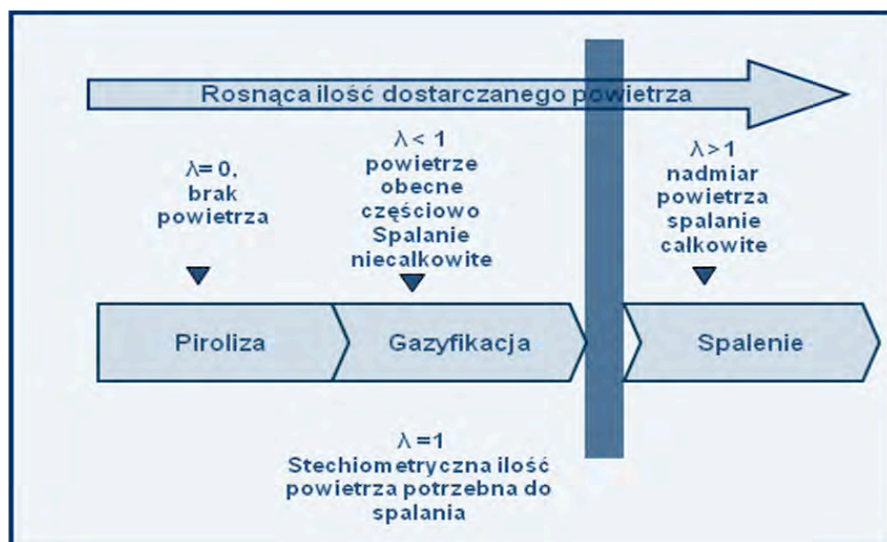 Rosnąca ilość dostarczanego powietrza
λ= 0.
brak
powietrza
λ < 1
powietrze
obecne
częściowo
Spalanie
niecałkowite
λ >1
nadmiar
powietrza
spalanie
całkowite
Piroliza
Gazyfikacja
Spalenie
λ =1
Stechiometryczna ilość
powietrza potrzebna do
spalania